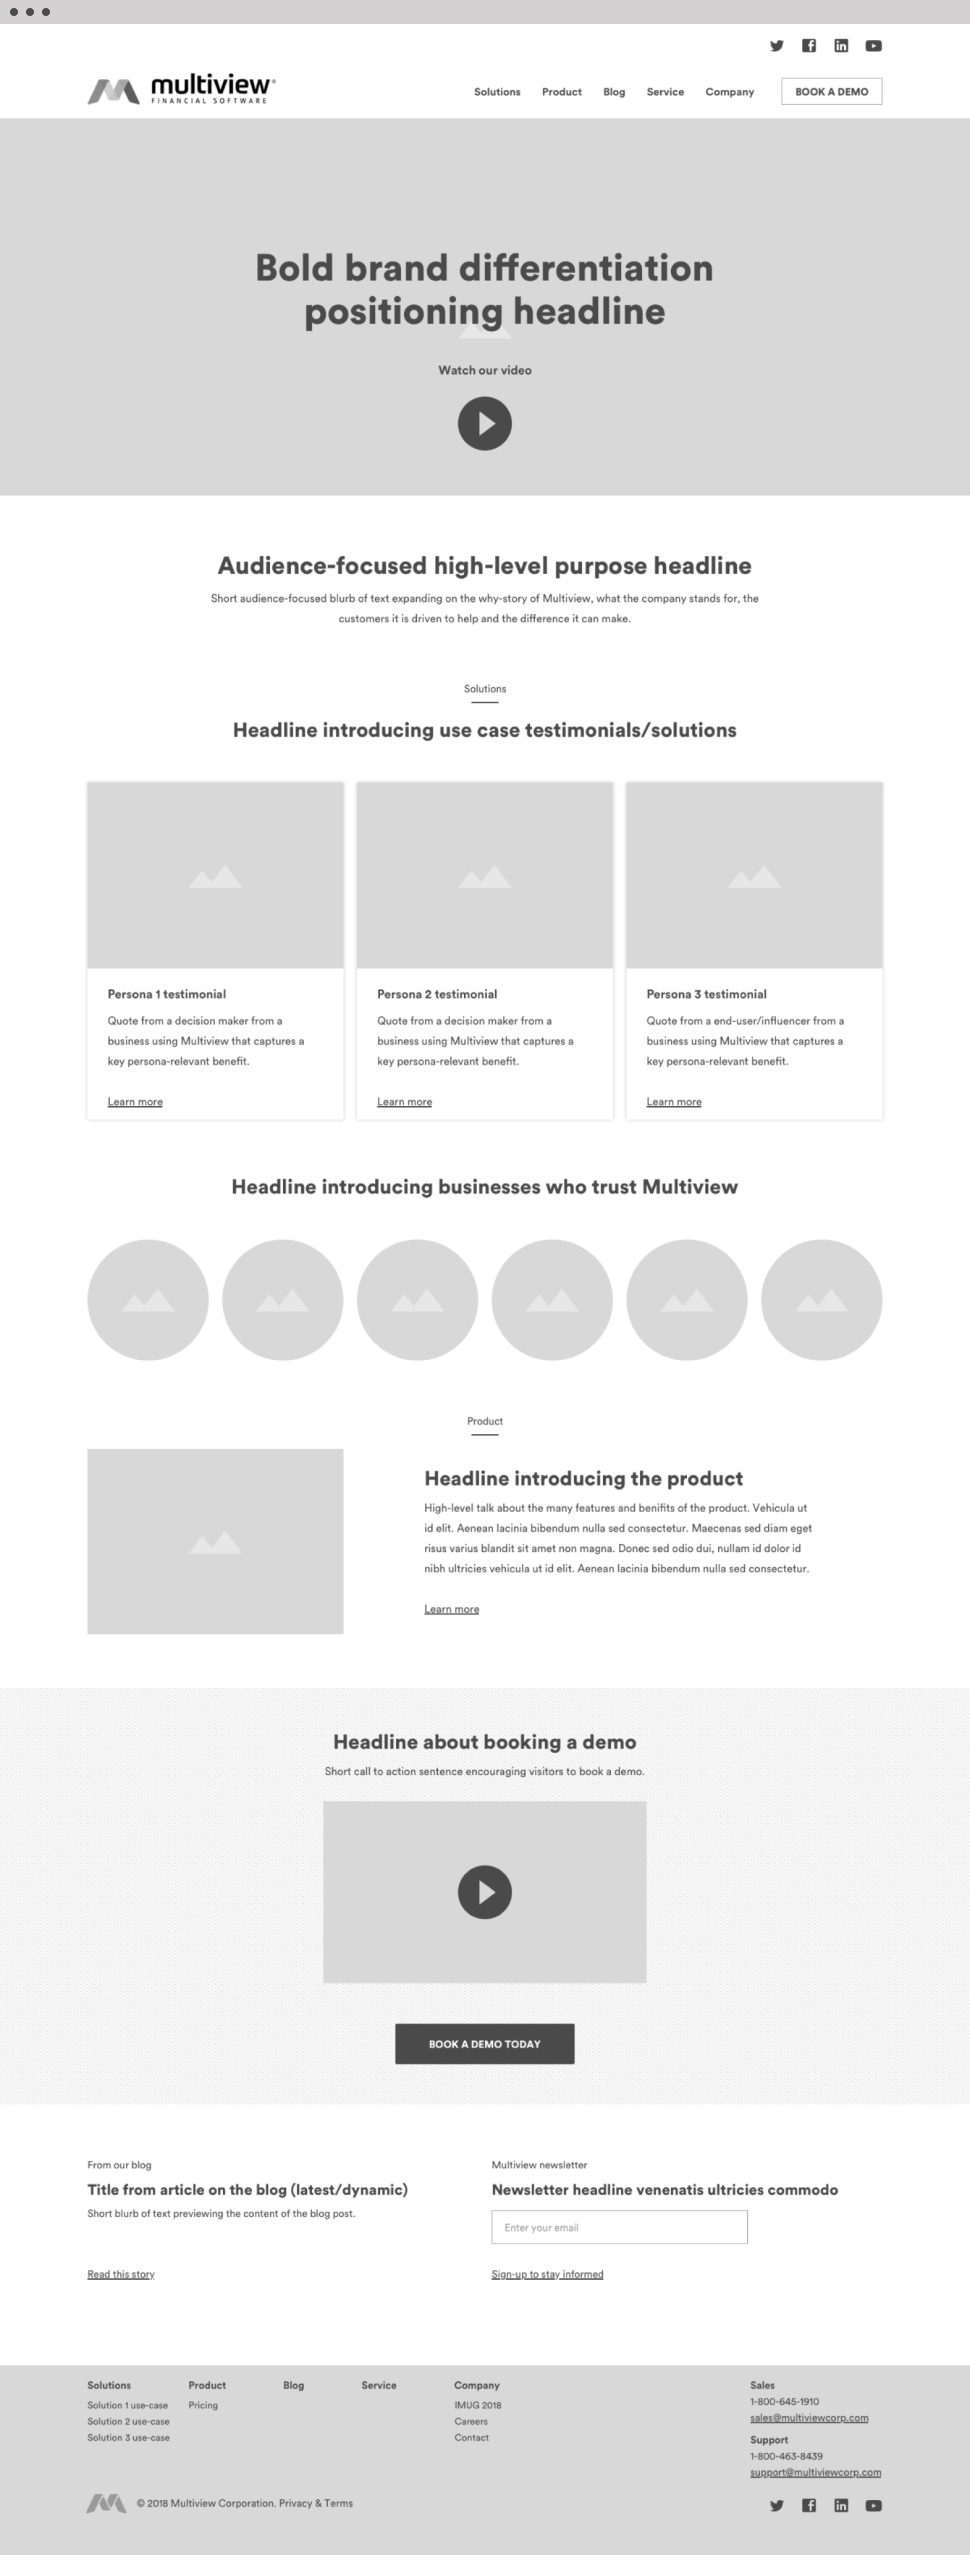 multiview®
FINANCIAL SOFTWARE
Solutions Product Blog Service Company BOOK A DEMO
Bold brand differentiation
positioning headline
Watch our video
Audience-focused high-level purpose headline
Short audience-focused blurb of text expanding on the why-story of Multiview, what the company stands for, the
customers it is driven to help and the difference it can make.
Solutions
Headline introducing use case testimonials/solutions
Persona 1 testimonial
Quote from a decision maker from a
business using Multiview that captures a
key persona-relevant benefit.
Learn more
Persona 2 testimonial
Quote from a decision maker from a
business using Multiview that captures a
key persona-relevant benefit.
Learn more
Persona 3 testimonial
Quote from a end-user/influencer from a
business using Multiview that captures a
key persona-relevant benefit.
Learn more
Headline introducing businesses who trust Multiview
Product
Headline introducing the product
High-level talk about the many features and benifits of the product. Vehicula ut
id elit. Aenean lacinia bibendum nulla sed consectetur. Maecenas sed diam eget
risus varius blandit sit amet non magna. Donec sed odio dui, nullam id dolor id
nibh ultricies vehicula ut id elit. Aenean lacinia bibendum nulla sed consectetur.
Learn more
Headline about booking a demo
Short call to action sentence encouraging visitors to book a demo.
BOOK A DEMO TODAY
From our blog
Title from article on the blog (latest/dynamic)
Short blurb of text previewing the content of the blog post.
Read this story
Multiview newsletter
Newsletter headline venenatis ultricies commodo
Enter your email
Sign-up to stay informed
Solutions
Solution 1 use-case
Solution 2 use-case
Solution 3 use-case
Product
Pricing
Blog
Service
Company
IMUG 2018
Careers
Contact
Sales
1-800-645-1910
sales@multiviewcorp.com
Support
1-800-463-8439
support@multiviewcorp.com
© 2018 Multiview Corporation. Privacy & Terms